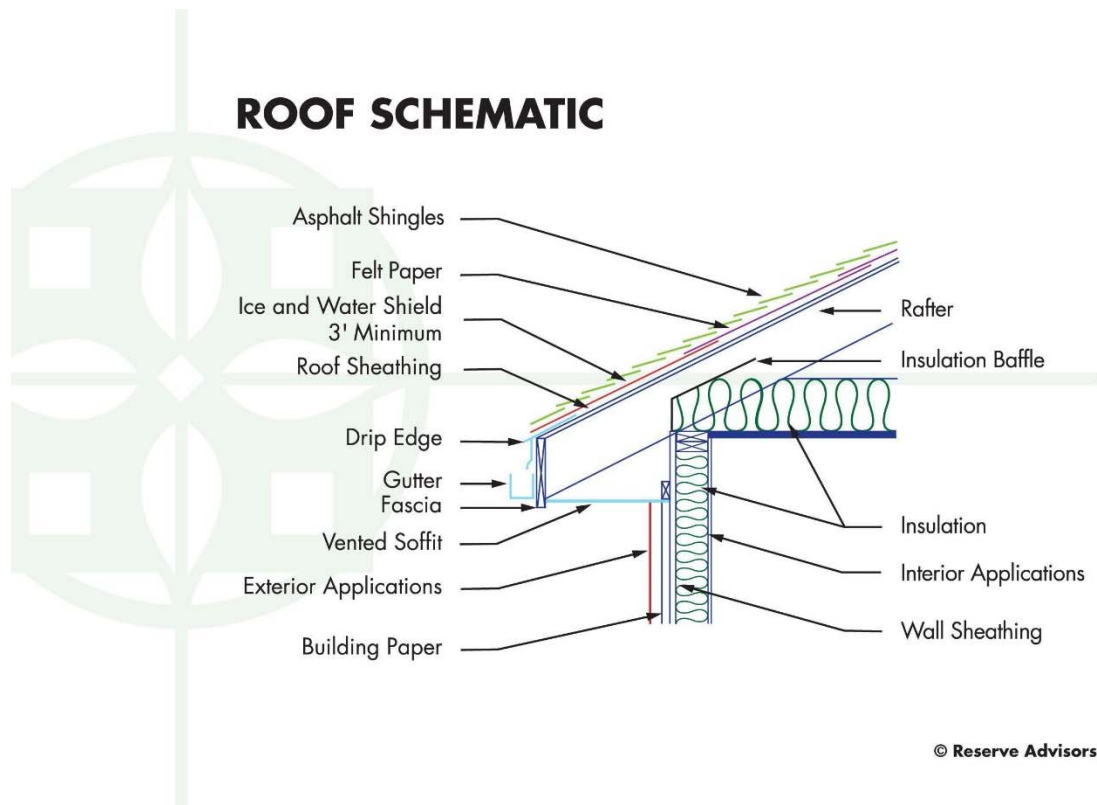 ROOF SCHEMATIC
Asphalt Shingles
Felt Paper
Ice and Water Shield
3' Minimum
Roof Sheathing
Drip Edge
Gutter
Fascia
Vented Soffit
Exterior Applications
Building Paper
Rafter
Insulation Baffle
Insulation
Interior Applications
Wall Sheathing
© Reserve Advisors